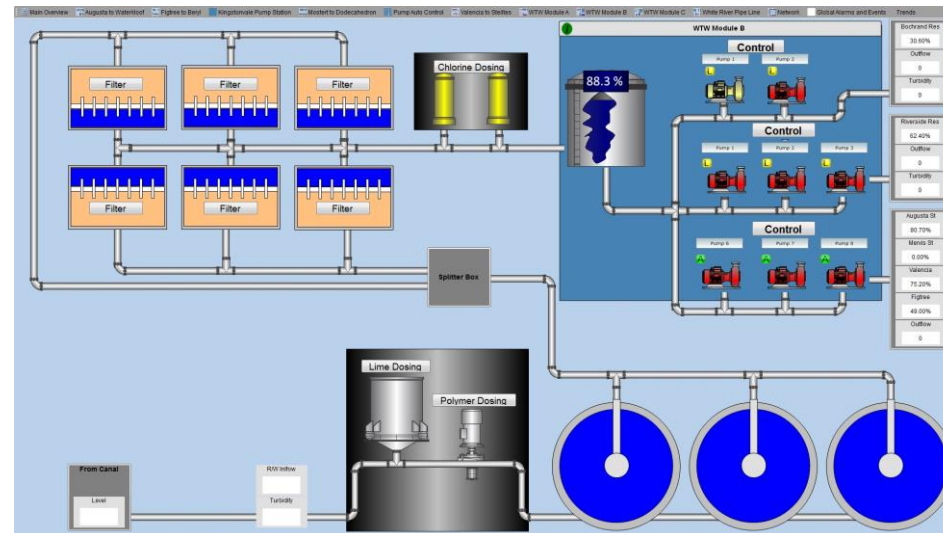 Main Overview
Augusta to Waterkloof
Figtree to Beryl
Kingstonvale Pump Station
Mostert to Dodecahedron
Pump Auto Control
Valencia to Steiltes
WTW Module A
WTW Module B
WTW Module C
White River Pipe Line
Network
Global Alarms and Events
Trends
WTW Module B
Control
Pump 1
Pump 2
88.3 %
Control
Pump 1
Pump 2
Pump 3
L
L
L
L
L
Control
Pump 6
Pump 7
A
A
A
Bochrand Res
30.60%
Outflow
0
Turbidity
0
Riverside Res
62.40%
Outflow
0
Turbidity
0
Augusta St
80.70%
Mervis St
0.00%
Valencia
75.20%
Figtree
49.00%
Outflow
0
Filter
Filter
Filter
Chlorine Dosing
Filter
Filter
Filter
Splitter Box
Lime Dosing
Polymer Dosing
From Canal
Level
R/W Inflow
Turbidity